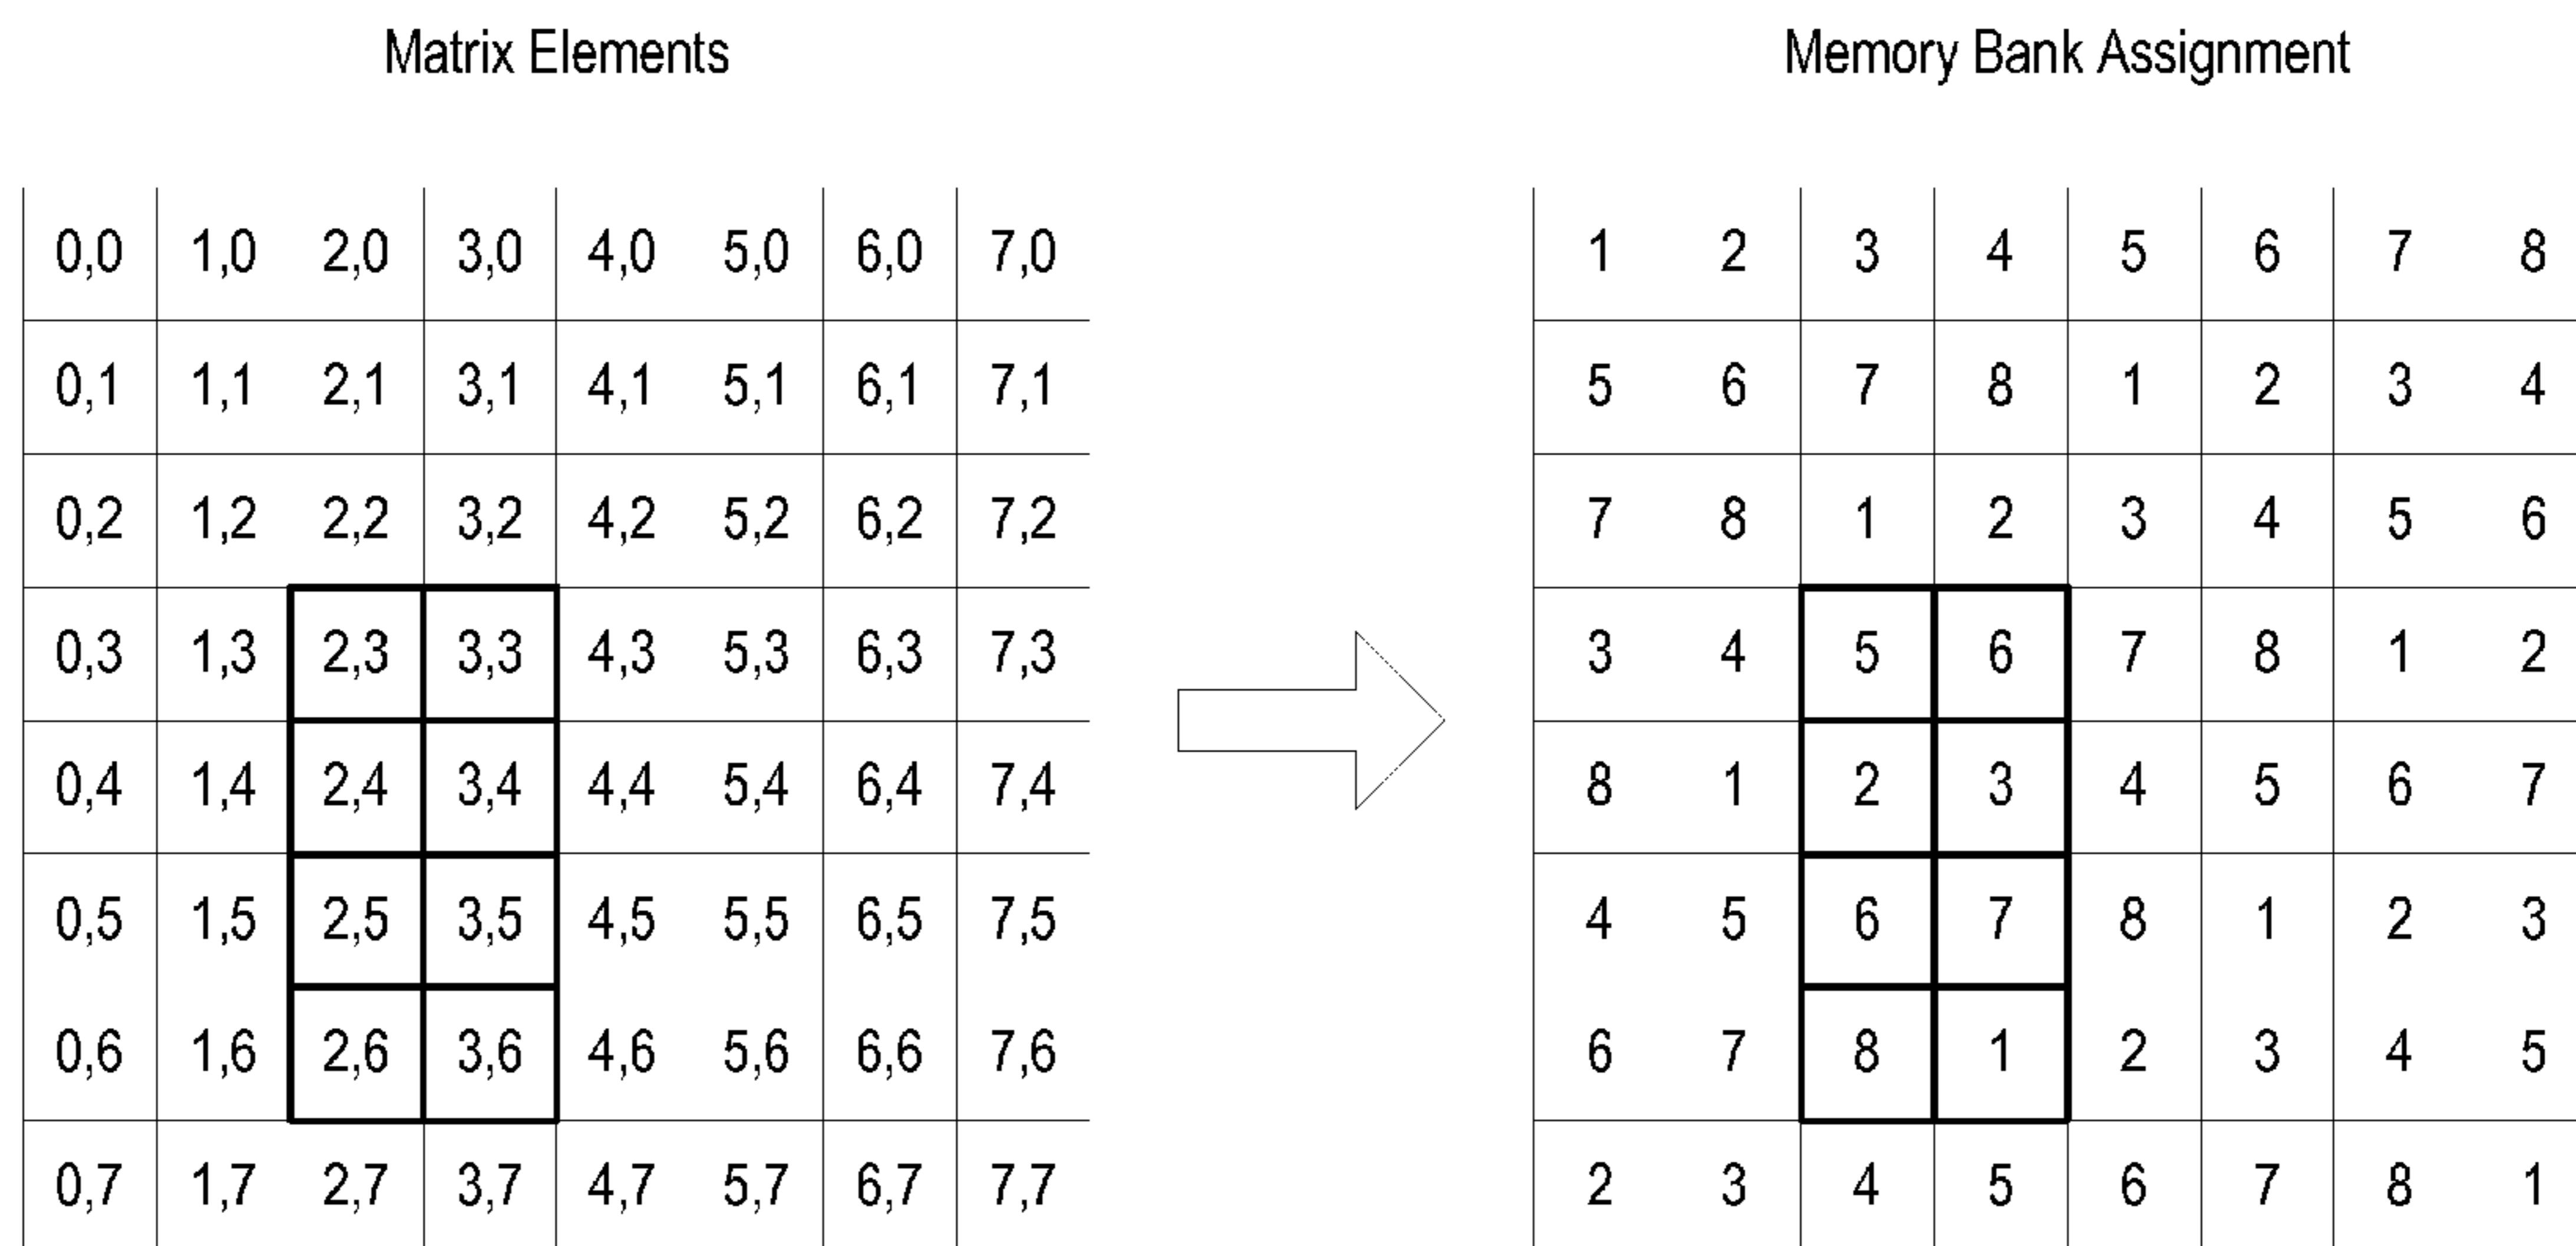 Matrix Elements Memory Bank Assignment
0,0 1,0 2,0 3,0 4,0 5,0 6,0 7,0 1 2 3 4 5 6 7 8
0,1 1,1 2,1 3,1 4,1 5,1 6,1 7,1 5 6 7 8 1 2 3 4
0,2 1,2 2,2 3,2 4,2 5,2 6,2 7,2 7 8 1 2 3 4 5 6
0,3 1,3 2,3 3,3 4,3 5,3 6,3 7,3 3 4 5 6 7 8 1 2
0,4 1,4 2,4 3,4 4,4 5,4 6,4 7,4 8 1 2 3 4 5 6 7
0,5 1,5 2,5 3,5 4,5 5,5 6,5 7,5 4 5 6 7 8 1 2 3
0,6 1,6 2,6 3,6 4,6 5,6 6,6 7,6 6 7 8 1 2 3 4 5
0,7 1,7 2,7 3,7 4,7 5,7 6,7 7,7 2 3 4 5 6 7 8 1